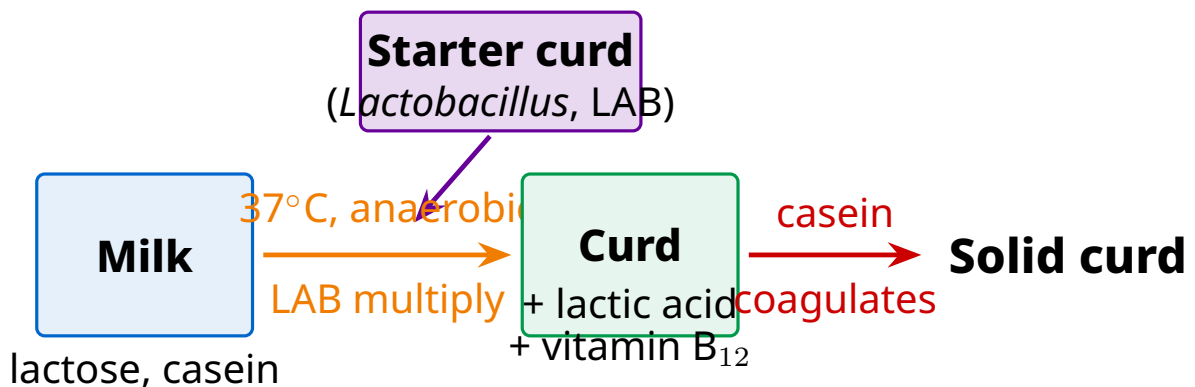 Starter curd
(Lactobacillus, LAB)
37°C, anaerobic
Milk
LAB multiply
lactose, casein
Curd
+ lactic acid
+ vitamin B₁₂
casein
coagulates
Solid curd